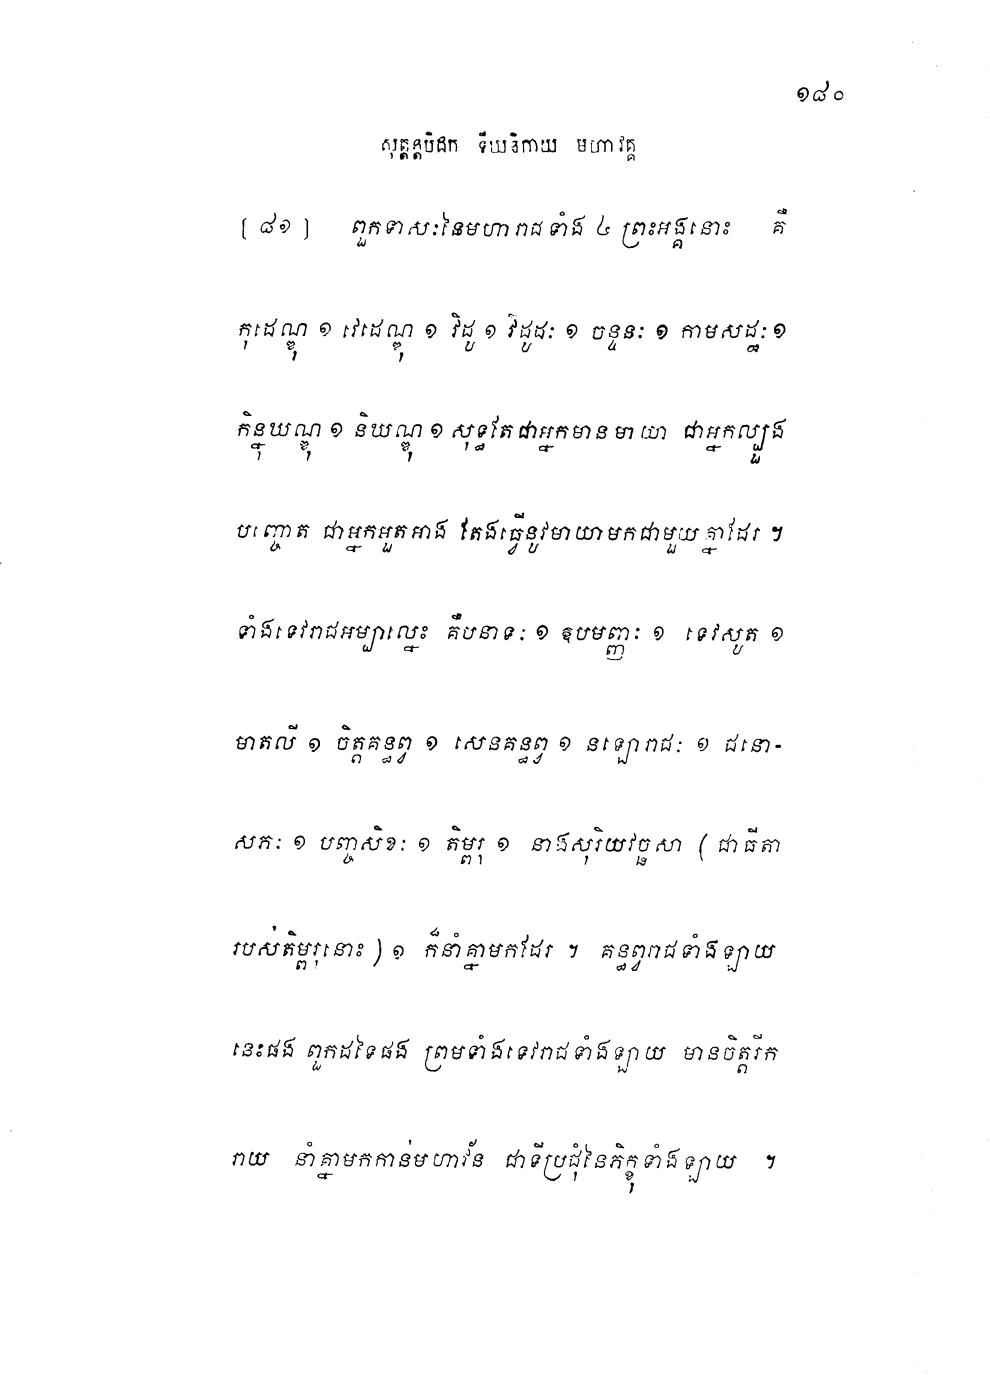 ១៨០
សុត្តន្តបិដក ទីឃនិកាយ មហាវគ្គ
[ ៨១ ] ពួកទាសៈនៃមហារាជទាំង ៤ ព្រះអង្គនោះ គឺ
កុដេណ្ឌុ ១ វេដេណ្ឌុ ១ វិដូ ១ វិដូដៈ ១ ចន្ទនៈ ១ កាមសដ្ឋៈ ១
កិន្នុឃណ្ឌុ ១ និឃណ្ឌុ ១ សុទ្ធតែជាអ្នកមានមាយា ជាអ្នកល្បួង
បញ្ឆោត ជាអ្នកអួតអាង តែងធ្វើនូវមាយាមកជាមួយគ្នាដែរ ។
ទាំងទេវរាជអម្បាលេ្នះ គឺបនាទៈ ១ ឧបមញ្ញៈ ១ ទេវសូត ១
មាតលី ១ ចិត្តគន្ធព្វ ១ សេនគន្ធព្វ ១ នឡោរាជៈ ១ ជនោ-
សកៈ ១ បញ្ចសិខៈ ១ តិម្ពរុ ១ នាងសុរិយវច្ឆសា ( ជាធីតា
របស់តិម្ពរុនោះ ) ១ ក៏នាំគ្នាមកដែរ ។ គន្ធព្វរាជទាំងឡាយ
នេះផង ពួកដទៃផង ព្រមទាំងទេវរាជទាំងឡាយ មានចិត្តរីក
រាយ នាំគ្នាមកកាន់មហាវ័ន ជាទីប្រជុំនៃភិក្ខុទាំងឡាយ ។